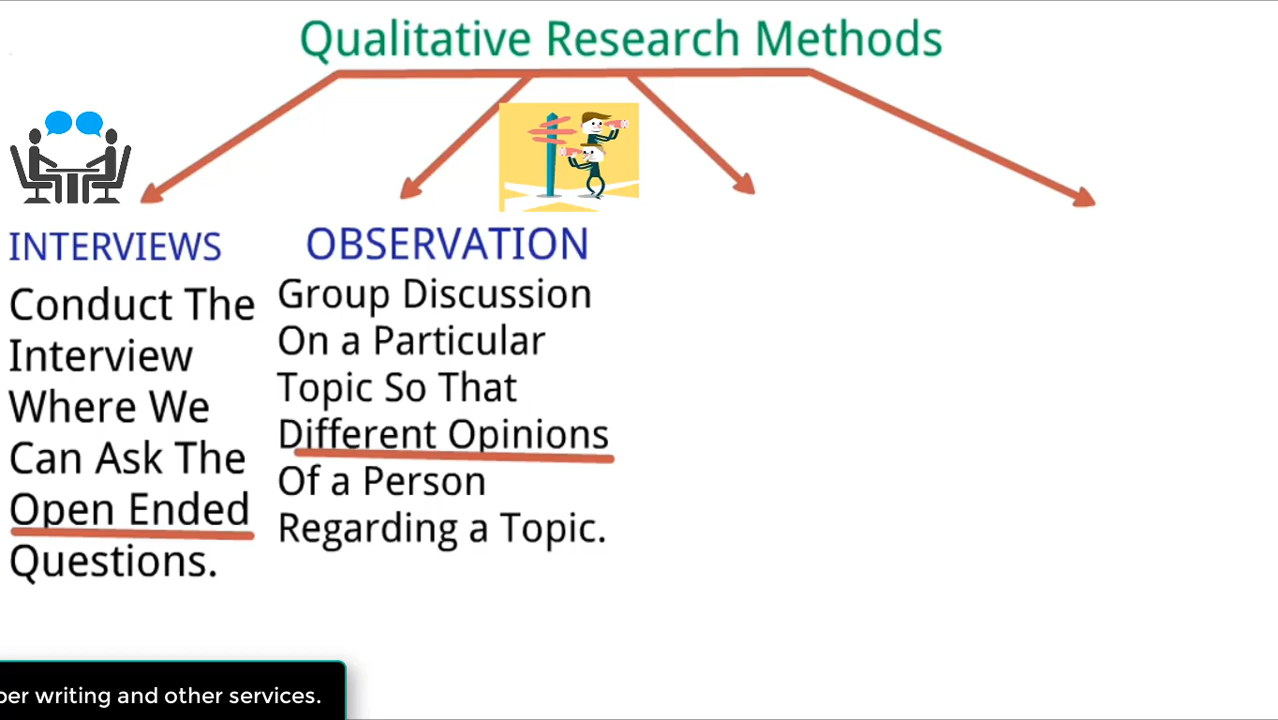 Qualitative Research Methods
INTERVIEWS
Conduct The
Interview
Where We
Can Ask The
Open Ended
Questions.
OBSERVATION
Group Discussion
On a Particular
Topic So That
Different Opinions
Of a Person
Regarding a Topic.
writing and other services.